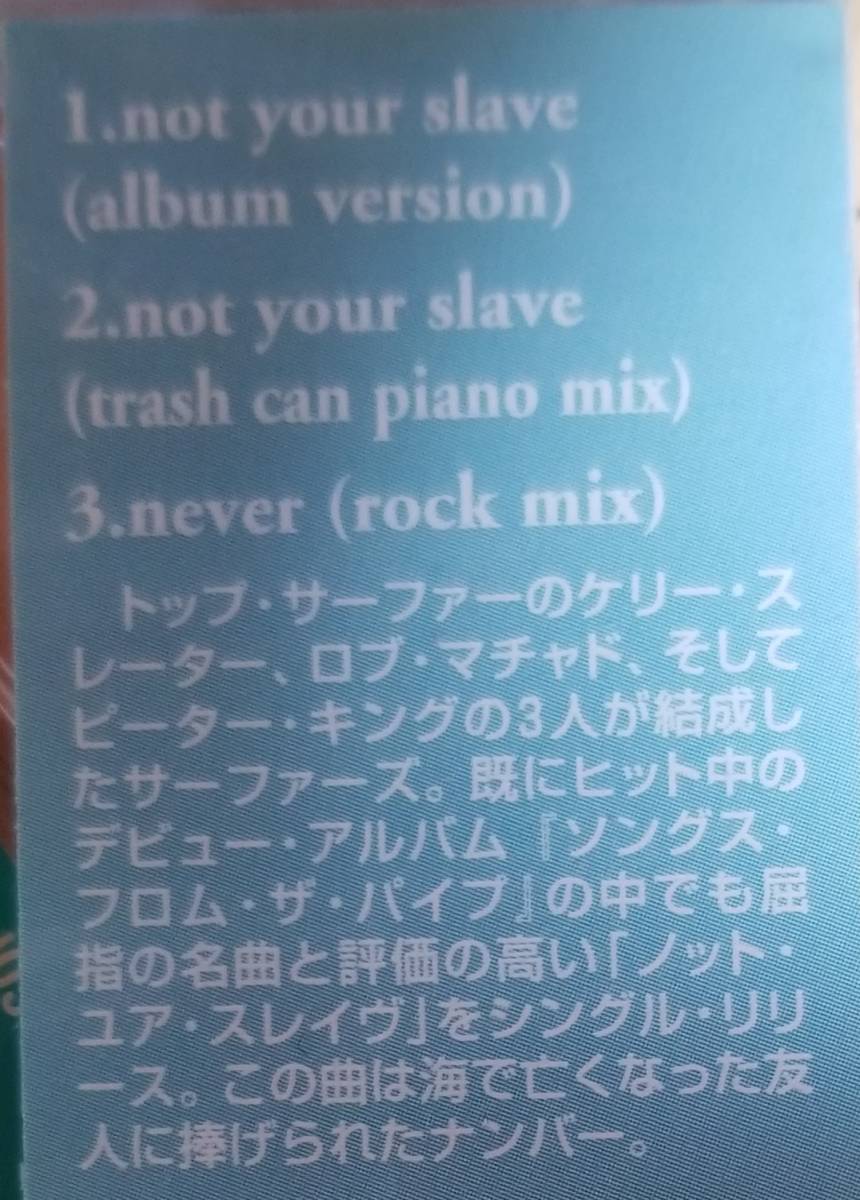 1.not your slave
(album version)
2.not your slave
(trash can piano mix)
3.never (rock mix)
トップ・サーファーのケリー・ス
レーター、ロブ・マチャド、そして
ピーター・キングの3人が結成し
たサーファーズ。既にヒット中の
デビュー・アルバム『ソングス・
フロム・ザ・パイプ』の中でも屈
指の名曲と評価の高い「ノット・
ユア・スレイヴ」をシングル・リリ
ース。この曲は海で亡くなった友
人に捧げられたナンバー。